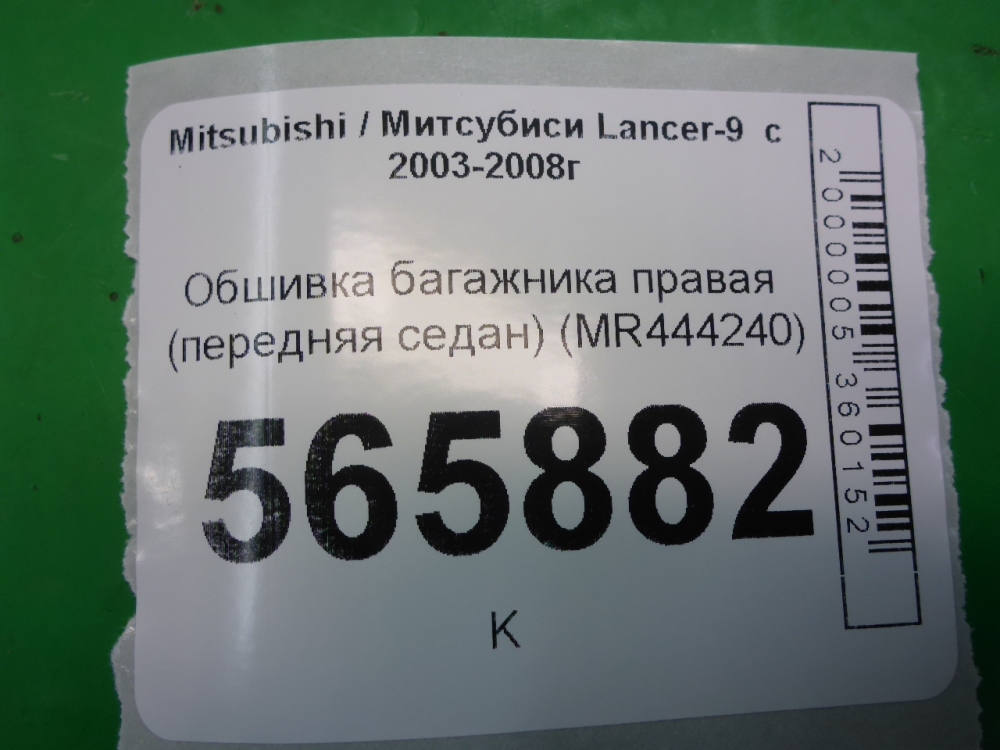 Mitsubishi / Митсубиси Lancer-9 с
2003-2008г
Обшивка багажника правая
(передняя седан) (MR444240)
565882
К
2000005360152